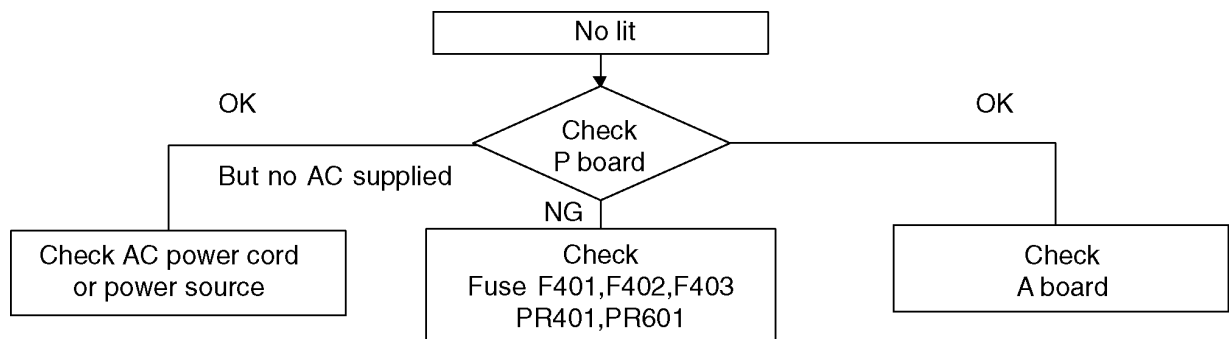 No lit
OK
OK
Check
P board
But no AC supplied
NG
Check AC power cord
or power source
Check
Fuse F401,F402,F403
PR401,PR601
Check
A board